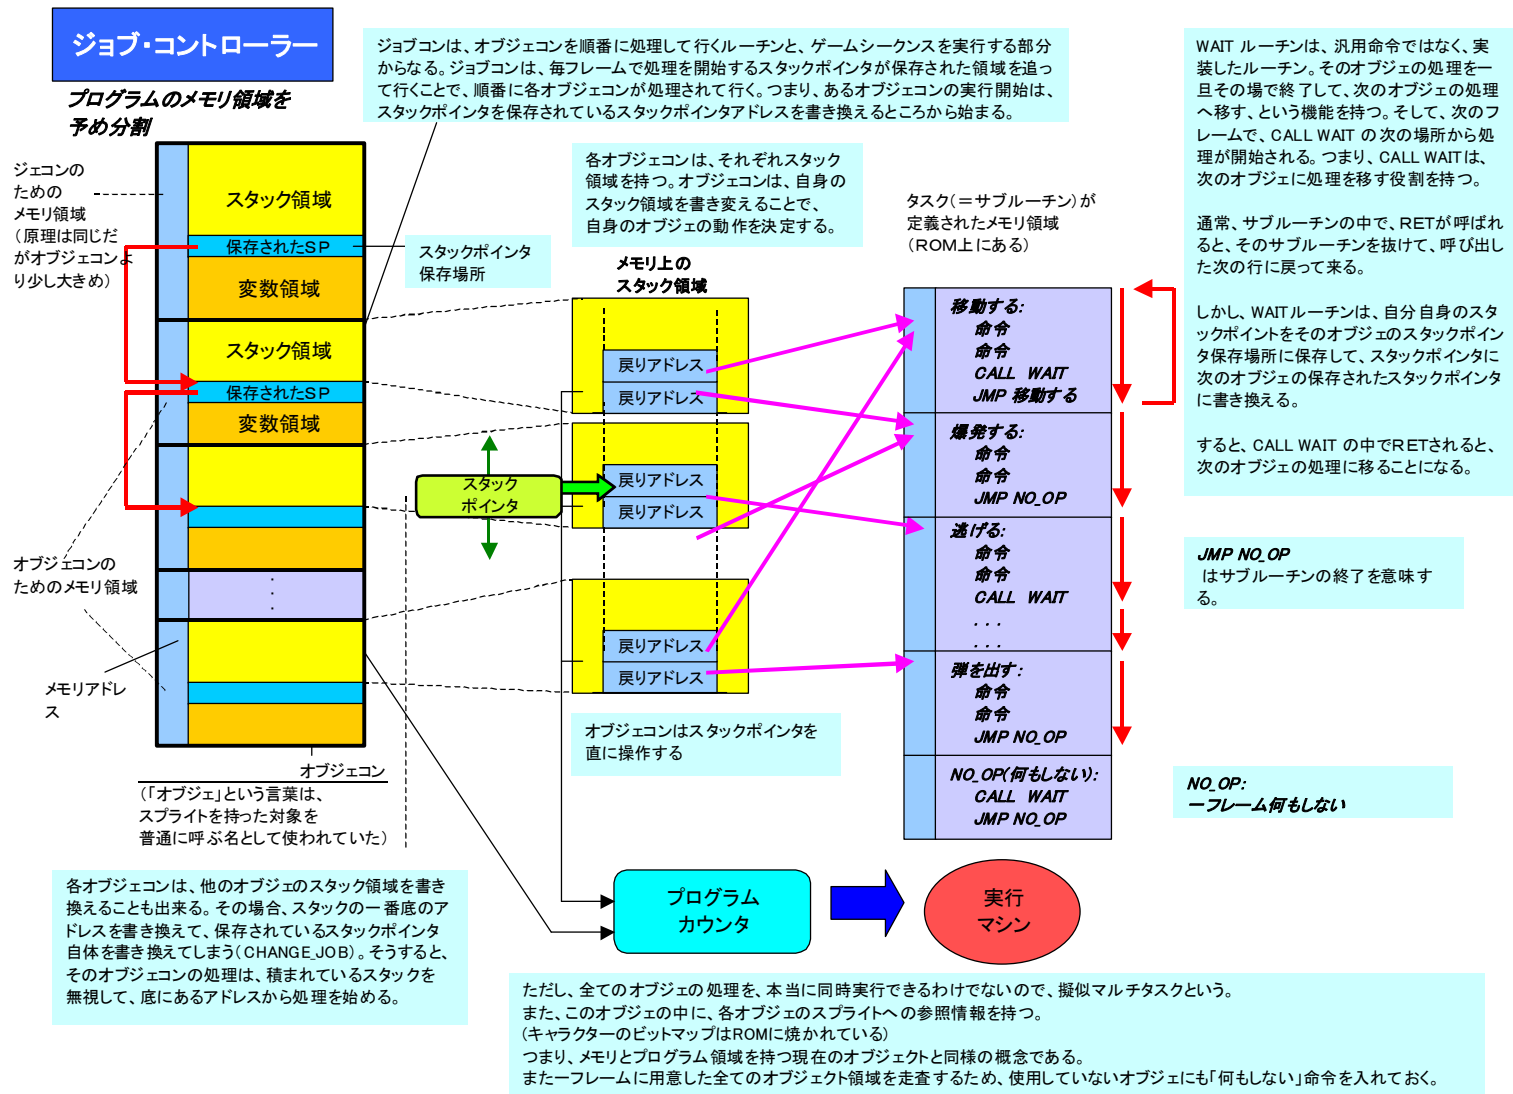 ジョブ・コントローラー
プログラムのメモリ領域を
予め分割
ジョブコンは、オブジェコンを順番に処理して行くルーチンと、ゲームシークンスを実行する部分
からなる。ジョブコンは、毎フレームで処理を開始するスタックポインタが保存された領域を追っ
て行くことで、順番に各オブジェコンが処理されて行く。つまり、あるオブジェコンの実行開始は、
スタックポインタを保存されているスタックポインタアドレスを書き換えるところから始まる。
WAIT ルーチンは、汎用命令ではなく、実
装したルーチン。そのオブジェの処理を一
旦その場で終了して、次のオブジェの処理
へ移す、という機能を持つ。そして、次のフ
レームで、CALL WAIT の次の場所から処
理が開始される。つまり、CALL WAITは、
次のオブジェに処理を移す役割を持つ。
通常、サブルーチンの中で、RETが呼ばれ
ると、そのサブルーチンを抜けて、呼び出し
た次の行に戻って来る。
しかし、WAITルーチンは、自分自身のスタ
ックポイントをそのオブジェのスタックポイン
タ保存場所に保存して、スタックポインタに
次のオブジェの保存されたスタックポインタ
に書き換える。
すると、CALL WAIT の中でRETされると、
次のオブジェの処理に移ることになる。
ジェコンの
ための
メモリ領域
（原理は同じだ
がオブジェコンよ
り少し大きめ）
スタック領域
保存されたSP
変数領域
スタック領域
保存されたSP
変数領域
・
・
・
スタックポインタ
保存場所
各オブジェコンは、それぞれスタック
領域を持つ。オブジェコンは、自身の
スタック領域を書き変えることで、
自身のオブジェの動作を決定する。
メモリ上の
スタック領域
戻りアドレス
戻りアドレス
戻りアドレス
戻りアドレス
戻りアドレス
戻りアドレス
スタック
ポインタ
オブジェコンはスタックポインタを
直に操作する
タスク（＝サブルーチン）が
定義されたメモリ領域
（ROM上にある）
移動する:
命令
命令
CALL WAIT
JMP 移動する
爆発する:
命令
命令
JMP NO_OP
逃げる:
命令
命令
CALL WAIT
. . .
. . .
弾を出す:
命令
命令
JMP NO_OP
NO_OP(何もしない):
CALL WAIT
JMP NO_OP
JMP NO_OP
はサブルーチンの終了を意味す
る。
NO_OP:
一フレーム何もしない
オブジェコンの
ためのメモリ領域
メモリアドレ
ス
オブジェコン
（「オブジェ」という言葉は、
スプライトを持った対象を
普通に呼ぶ名として使われていた）
各オブジェコンは、他のオブジェのスタック領域を書き
換えることも出来る。その場合、スタックの一番底のア
ドレスを書き換えて、保存されているスタックポインタ
自体を書き換えてしまう（CHANGE_JOB）。そうすると、
そのオブジェコンの処理は、積まれているスタックを
無視して、底にあるアドレスから処理を始める。
プログラム
カウンタ
実行
マシン
ただし、全てのオブジェの処理を、本当に同時実行できるわけでないので、擬似マルチタスクという。
また、このオブジェの中に、各オブジェのスプライトへの参照情報を持つ。
(キャラクターのビットマップはROMに焼かれている)
つまり、メモリとプログラム領域を持つ現在のオブジェクトと同様の概念である。
また一フレームに用意した全てのオブジェクト領域を走査するため、使用していないオブジェにも「何もしない」命令を入れておく。